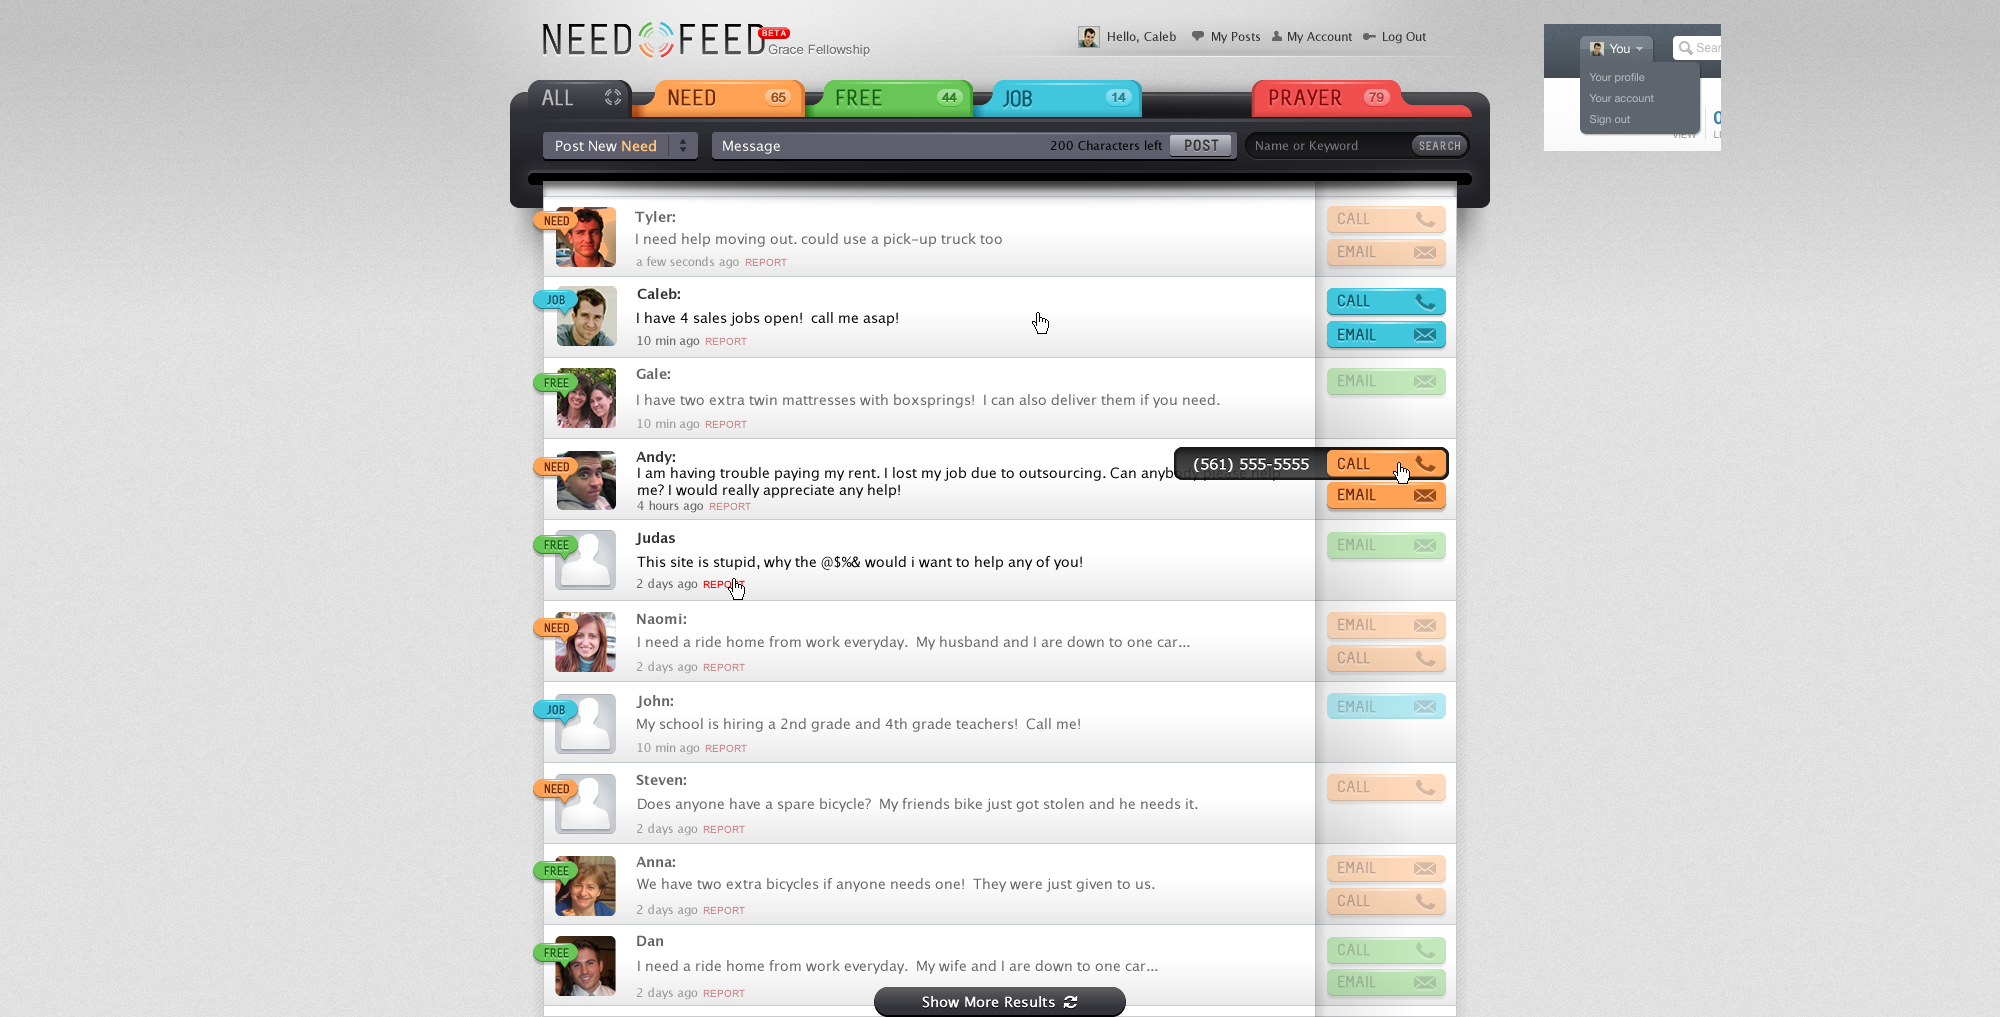 NEED FEED BETA
Grace Fellowship
Hello, Caleb My Posts My Account Log Out
You
Your profile
Your account
Sign out
VIEW
ALL NEED 65 FREE 44 JOB 14 PRAYER 79
Post New Need Message 200 Characters left POST Name or Keyword SEARCH
NEED
Tyler:
I need help moving out. could use a pick-up truck too
a few seconds ago REPORT
CALL
EMAIL
JOB
Caleb:
I have 4 sales jobs open! call me asap!
10 min ago REPORT
CALL
EMAIL
FREE
Gale:
I have two extra twin mattresses with boxsprings! I can also deliver them if you need.
10 min ago REPORT
EMAIL
NEED
Andy:
I am having trouble paying my rent. I lost my job due to outsourcing. Can anybody
me? I would really appreciate any help!
4 hours ago REPORT
(561) 555-5555 CALL
EMAIL
FREE
Judas
This site is stupid, why the @$%& would i want to help any of you!
2 days ago REPORT
EMAIL
NEED
Naomi:
I need a ride home from work everyday. My husband and I are down to one car...
2 days ago REPORT
EMAIL
CALL
JOB
John:
My school is hiring a 2nd grade and 4th grade teachers! Call me!
10 min ago REPORT
EMAIL
NEED
Steven:
Does anyone have a spare bicycle? My friends bike just got stolen and he needs it.
2 days ago REPORT
CALL
FREE
Anna:
We have two extra bicycles if anyone needs one! They were just given to us.
2 days ago REPORT
EMAIL
CALL
FREE
Dan
I need a ride home from work everyday. My wife and I are down to one car...
2 days ago REPORT
CALL
EMAIL
Show More Results